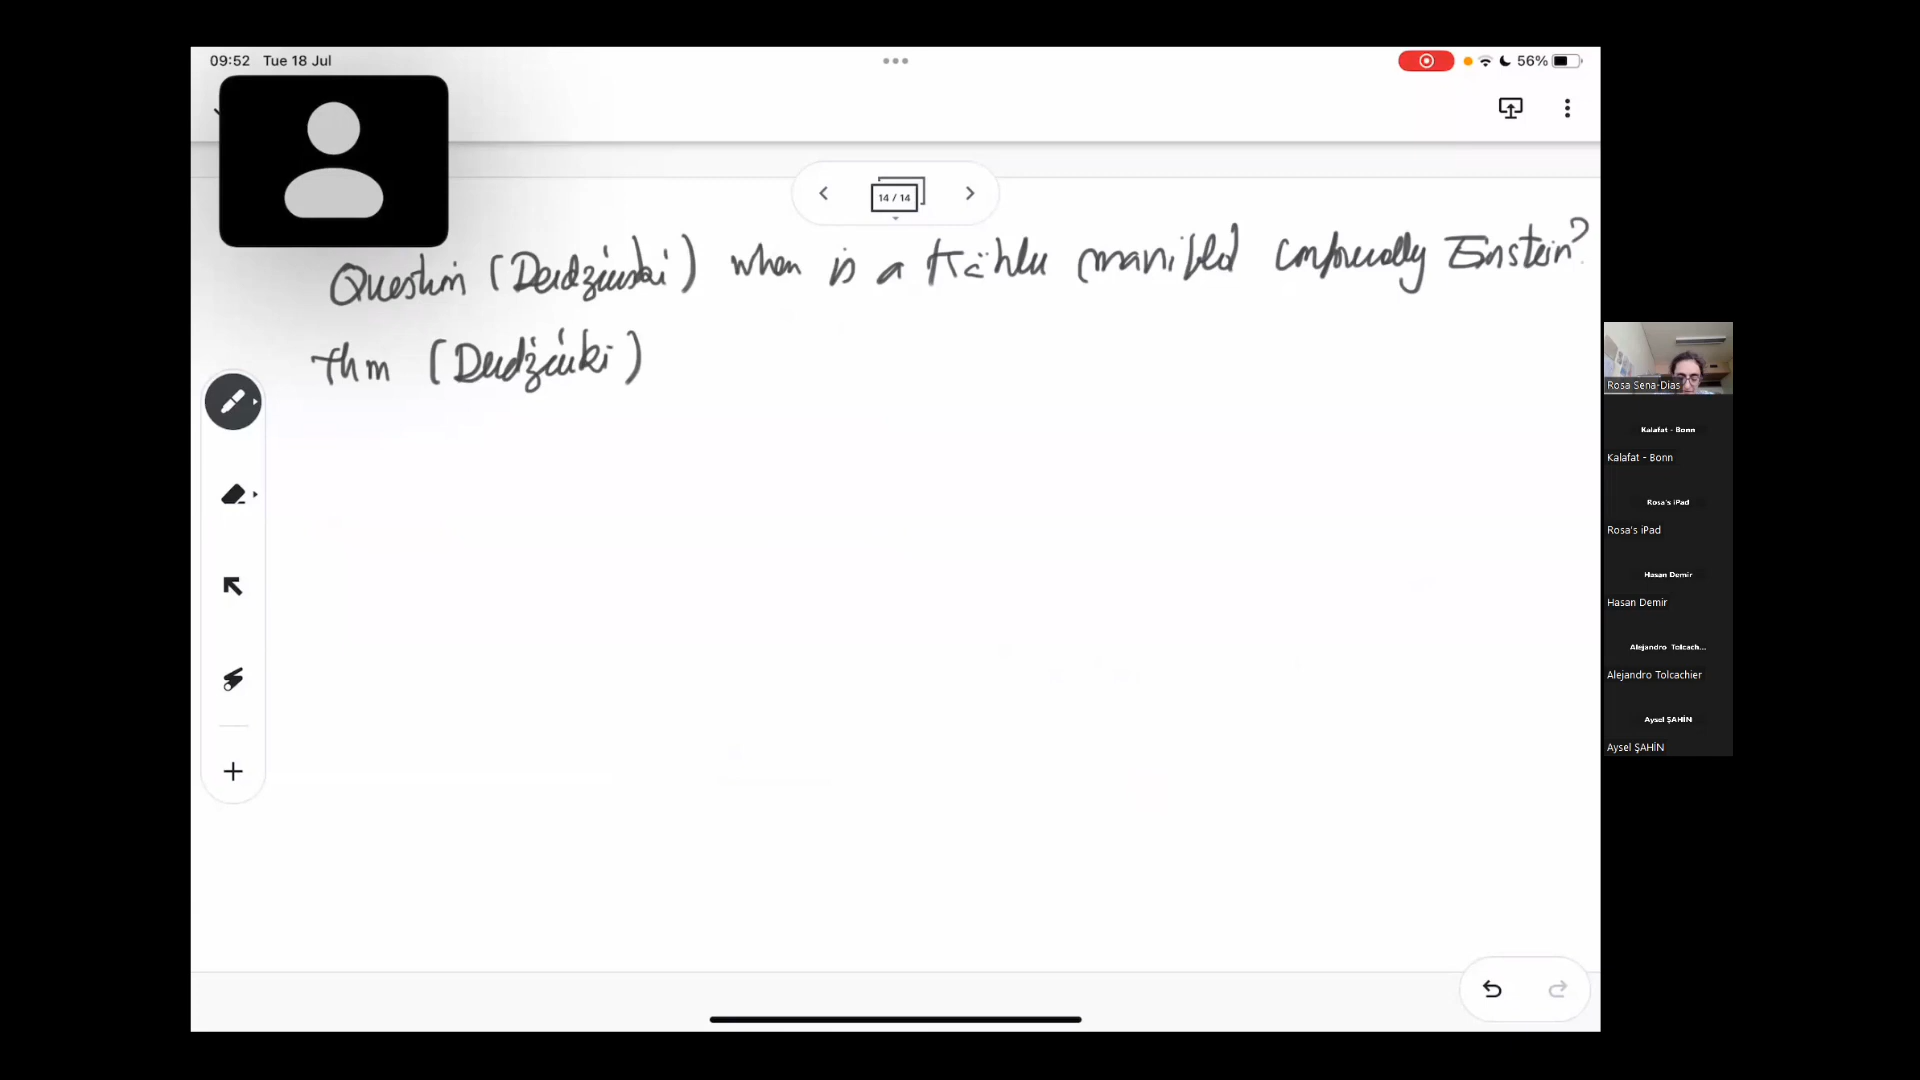 09:52 Tue 18 Jul
56%
14 / 14
Question (Derdzinski) when is a Kähler manifold conformally Einstein?
Thm (Derdzinski)
Rosa Sena-Dias
Kalafat - Bonn
Kalafat - Bonn
Rosa's iPad
Rosa's iPad
Hasan Demir
Hasan Demir
Alejandro Tolcach...
Alejandro Tolcachier
Aysel ŞAHİN
Aysel ŞAHİN